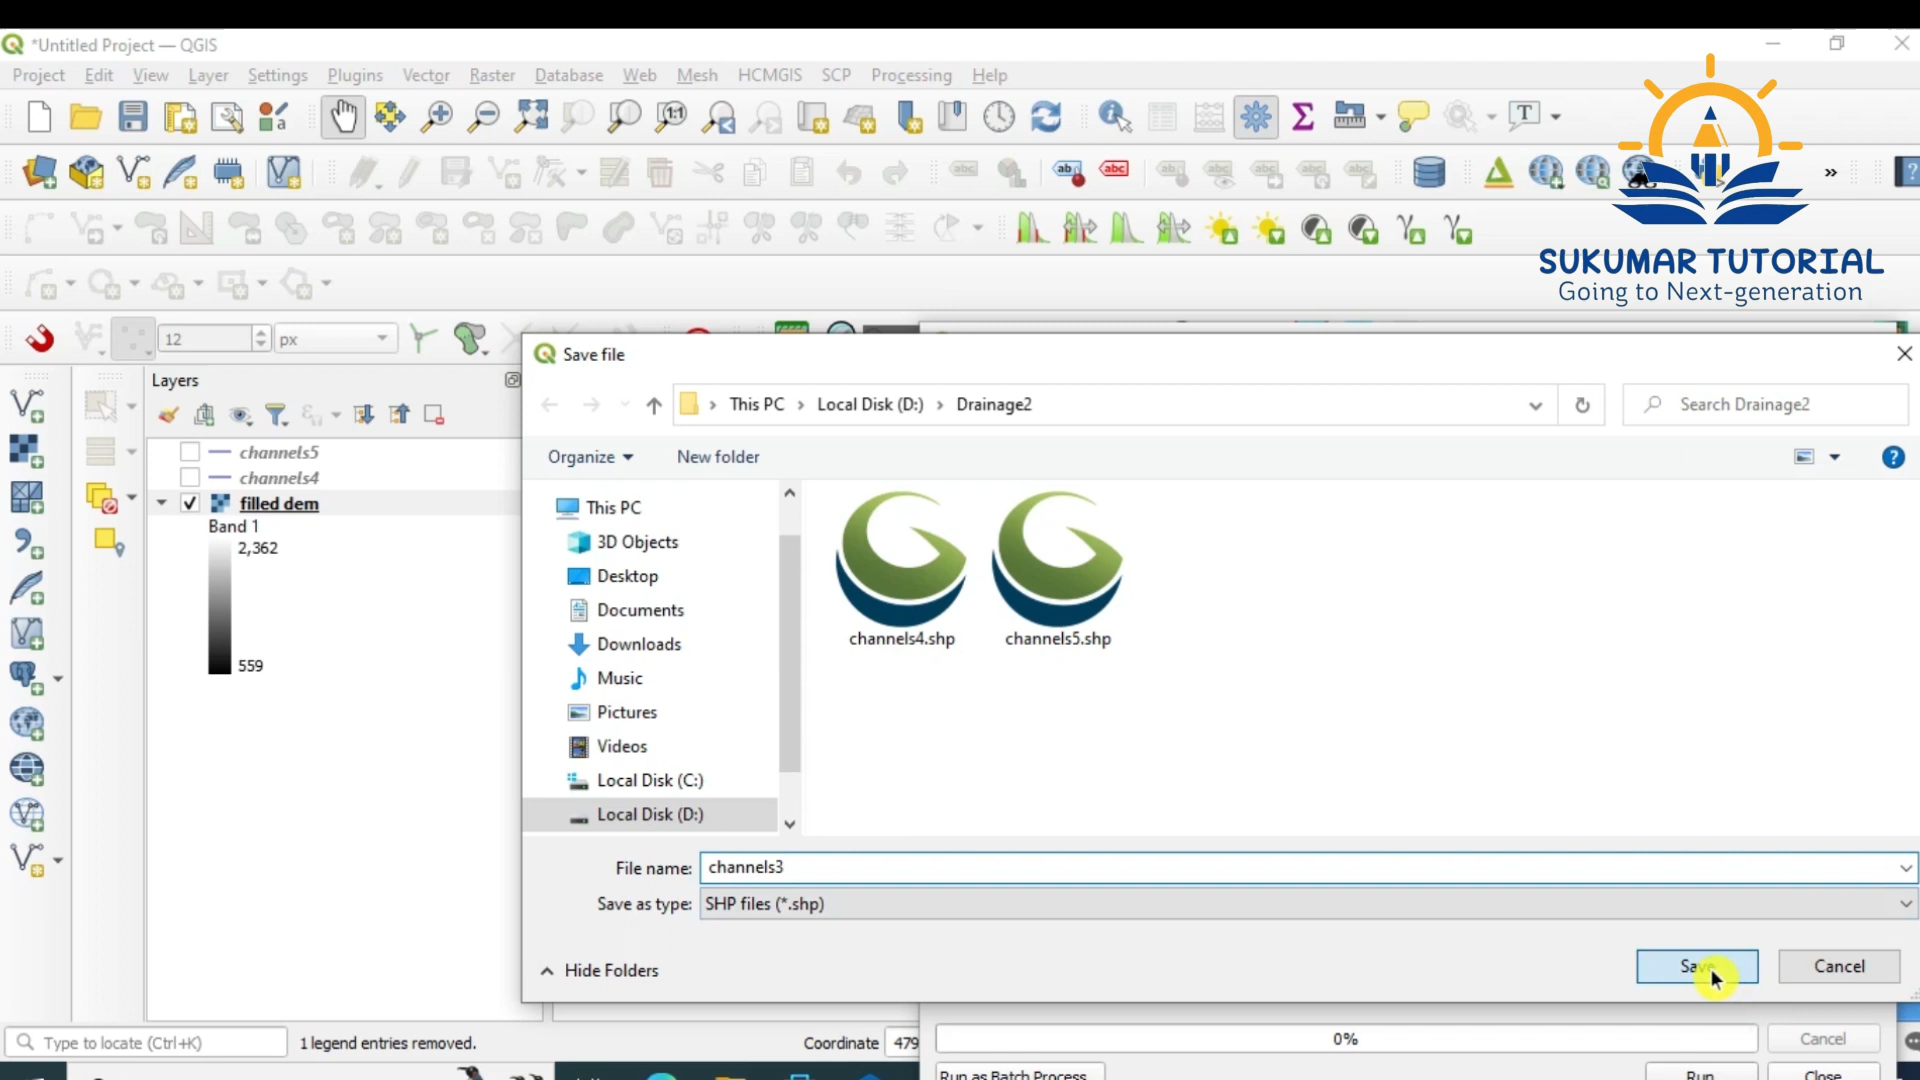 *Untitled Project — QGIS
Project Edit View Layer Settings Plugins Vector Raster Database Web Mesh HCMGIS SCP Processing Help
SUKUMAR TUTORIAL
Going to Next-generation
12 px
Layers
channels5
channels4
filled dem
Band 1
2,362
559
Save file
This PC › Local Disk (D:) › Drainage2
Search Drainage2
Organize
New folder
This PC
3D Objects
Desktop
Documents
Downloads
Music
Pictures
Videos
Local Disk (C:)
Local Disk (D:)
channels4.shp
channels5.shp
File name: channels3
Save as type: SHP files (*.shp)
Hide Folders
Save
Cancel
Type to locate (Ctrl+K)
1 legend entries removed.
Coordinate 479
0%
Cancel
Run as Batch Process
Run
Close